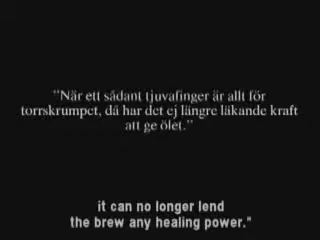 ”När ett sådant tjuvafinger är allt för
torrskrumpet, då har det ej längre läkande kraft
att ge ölet.”
it can no longer lend
the brew any healing power."